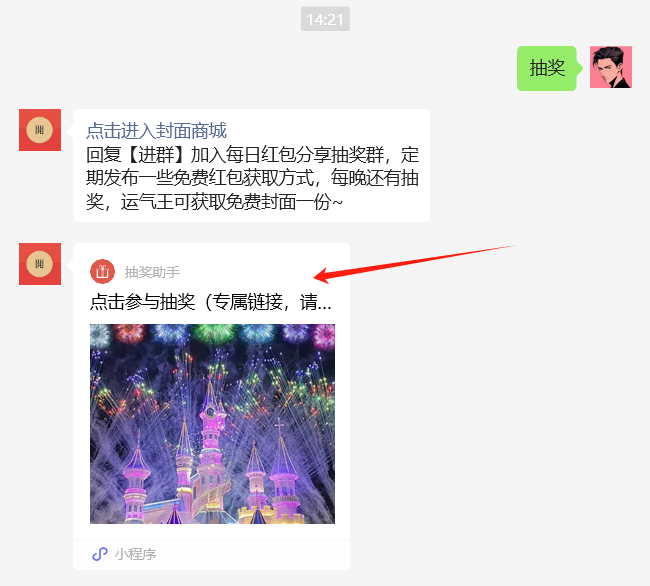 14:21
抽奖
開
点击进入封面商城
回复【进群】加入每日红包分享抽奖群，定
期发布一些免费红包获取方式，每晚还有抽
奖，运气王可获取免费封面一份~
開
抽奖助手
点击参与抽奖（专属链接，请...
小程序